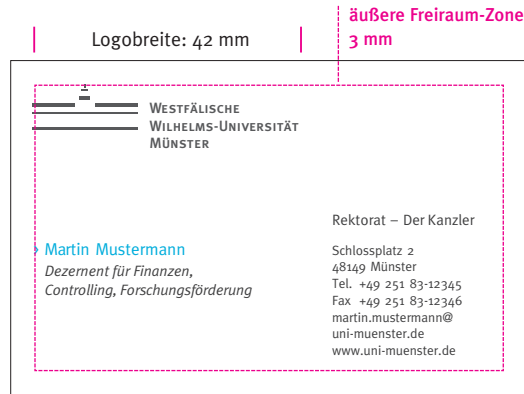 äußere Freiraum-Zone
3 mm
Logobreite: 42 mm
Westfälische
Wilhelms-Universität
Münster
Rektorat – Der Kanzler
› Martin Mustermann
Dezernent für Finanzen,
Controlling, Forschungsförderung
Schlossplatz 2
48149 Münster
Tel. +49 251 83-12345
Fax +49 251 83-12346
martin.mustermann@
uni-muenster.de
www.uni-muenster.de